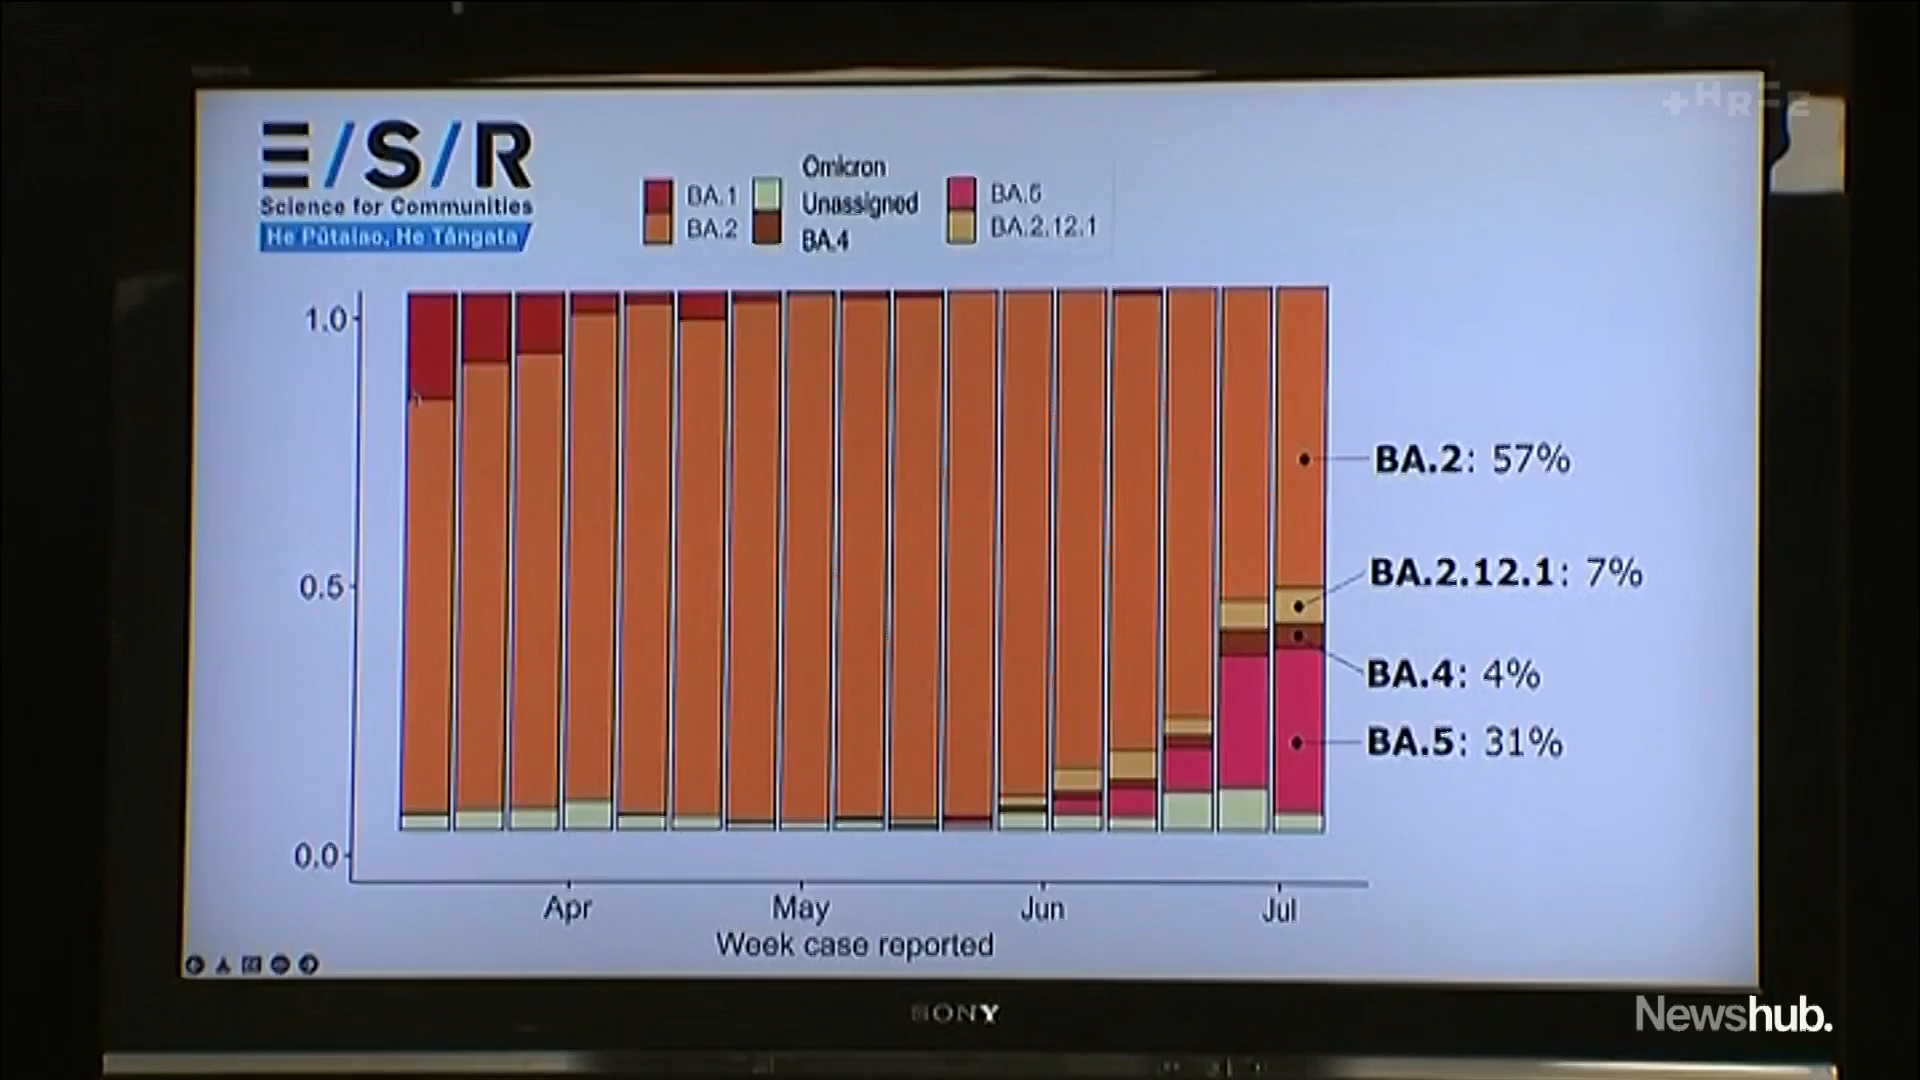 +HREE
E/S/R
Science for Communities
He Pūtaiao, He Tāngata
BA.1
BA.2
Omicron
Unassigned
BA.4
BA.5
BA.2.12.1
1.0
0.5
0.0
BA.2: 57%
BA.2.12.1: 7%
BA.4: 4%
BA.5: 31%
Apr May Jun Jul
Week case reported
SONY
Newshub.